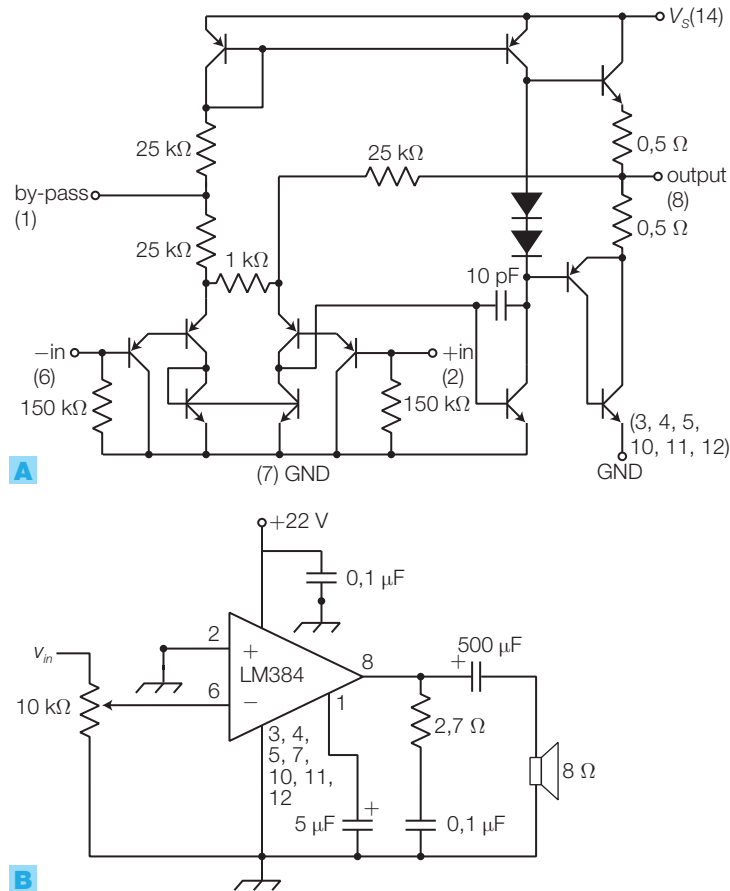 V_S(14)
25 kΩ
25 kΩ
0,5 Ω
by-pass
(1)
output
(8)
25 kΩ
1 kΩ
0,5 Ω
10 pF
−in
(6)
+in
(2)
150 kΩ
150 kΩ
(3, 4, 5,
10, 11, 12)
(7) GND
GND
A
+22 V
0,1 µF
2
+
v_in
LM384
8
+
500 µF
10 kΩ
6
−
1
2,7 Ω
3, 4,
5, 7,
10, 11,
12
8 Ω
5 µF
+
0,1 µF
B